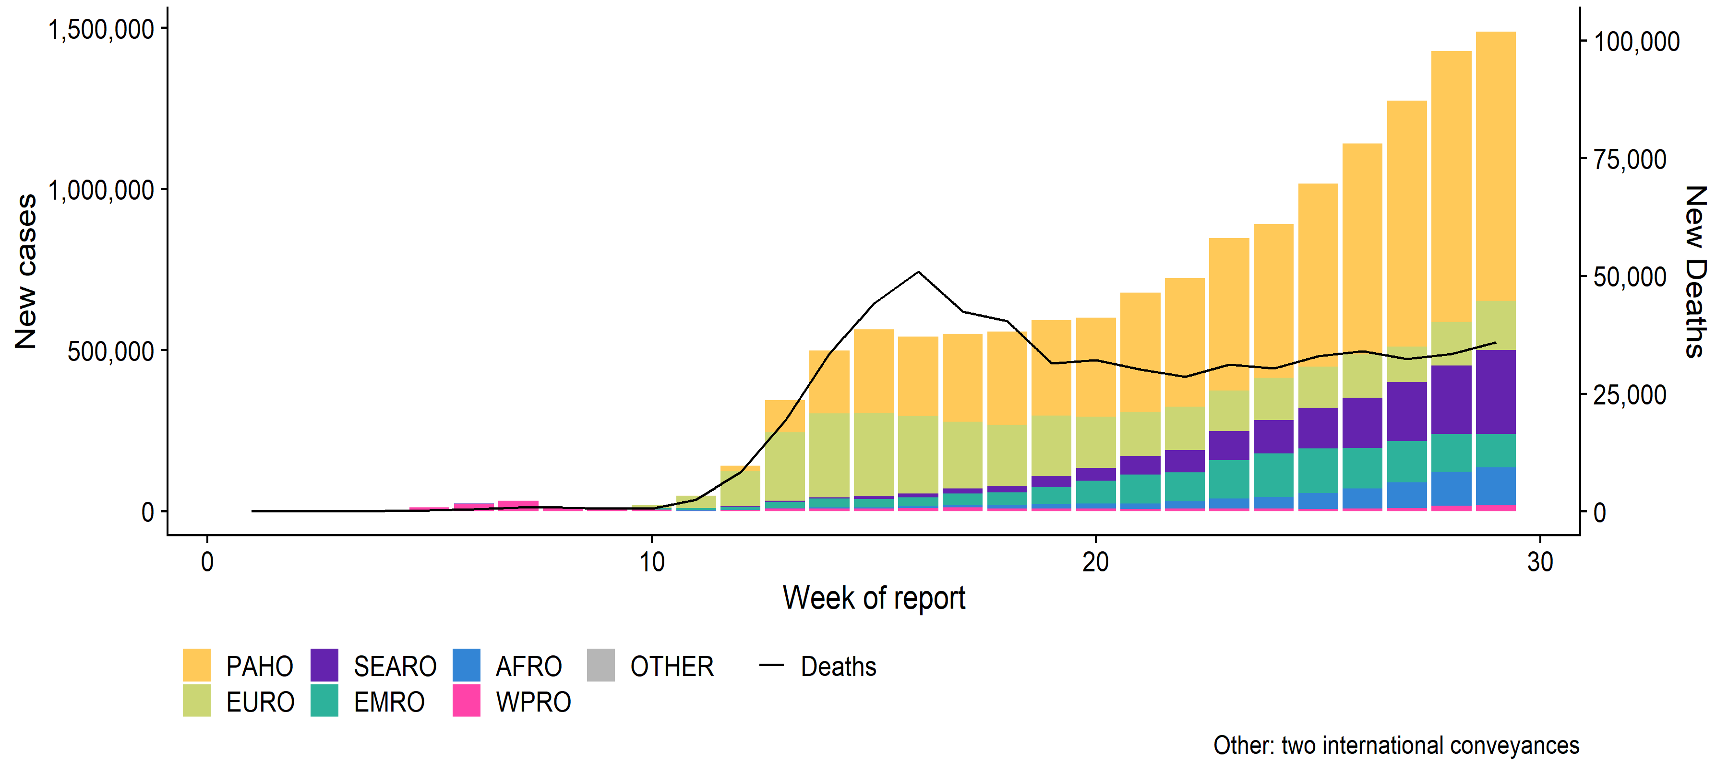 1,500,000
1,000,000
500,000
0
New cases
100,000
75,000
50,000
25,000
0
New Deaths
0 10 20 30
Week of report
PAHO SEARO AFRO OTHER Deaths
EURO EMRO WPRO
Other: two international conveyances